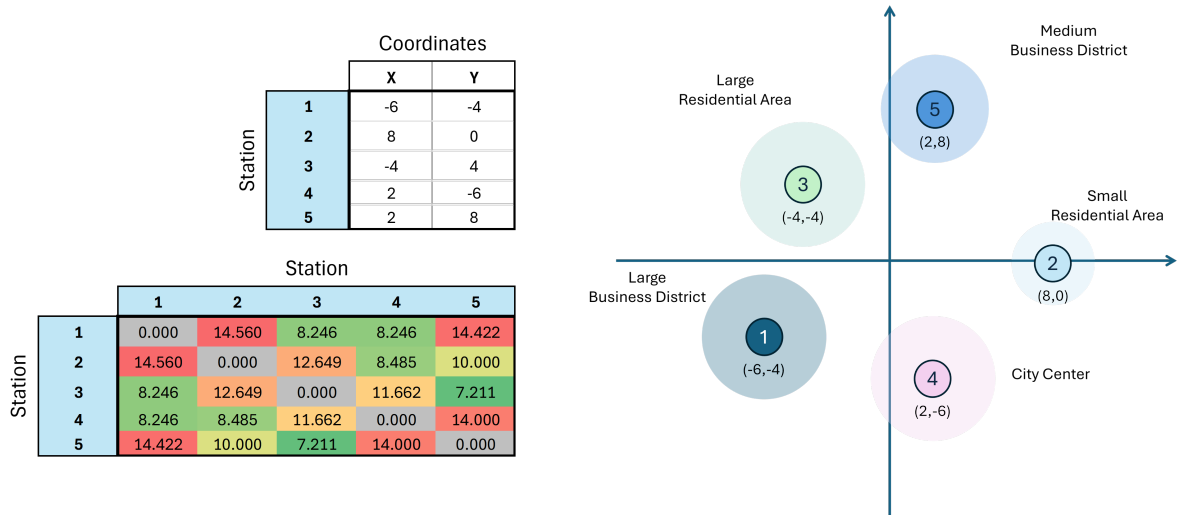 Coordinates
X Y
Station
1 -6 -4
2 8 0
3 -4 4
4 2 -6
5 2 8
Station
1 2 3 4 5
Station
1 0.000 14.560 8.246 8.246 14.422
2 14.560 0.000 12.649 8.485 10.000
3 8.246 12.649 0.000 11.662 7.211
4 8.246 8.485 11.662 0.000 14.000
5 14.422 10.000 7.211 14.000 0.000
Medium
Business District
5
(2,8)
Large
Residential Area
3
(-4,-4)
Small
Residential Area
2
(8,0)
Large
Business District
1
(-6,-4)
City Center
4
(2,-6)